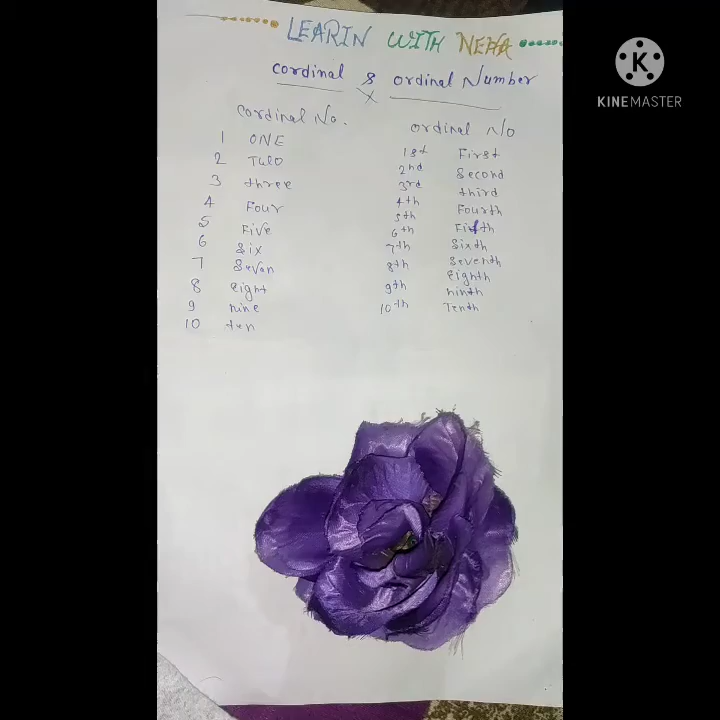 LEARIN WITH NEHA
KINEMASTER
Cordinal & Ordinal Number
Cordinal No.
1 ONE
2 Two
3 three
4 Four
5 Five
6 Six
7 Sevan
8 Eight
9 nine
10 ten
Ordinal No
1st First
2nd Second
3rd third
4th Fourth
5th Fifth
6th Sixth
7th Seventh
8th Eighth
9th ninth
10th Tenth